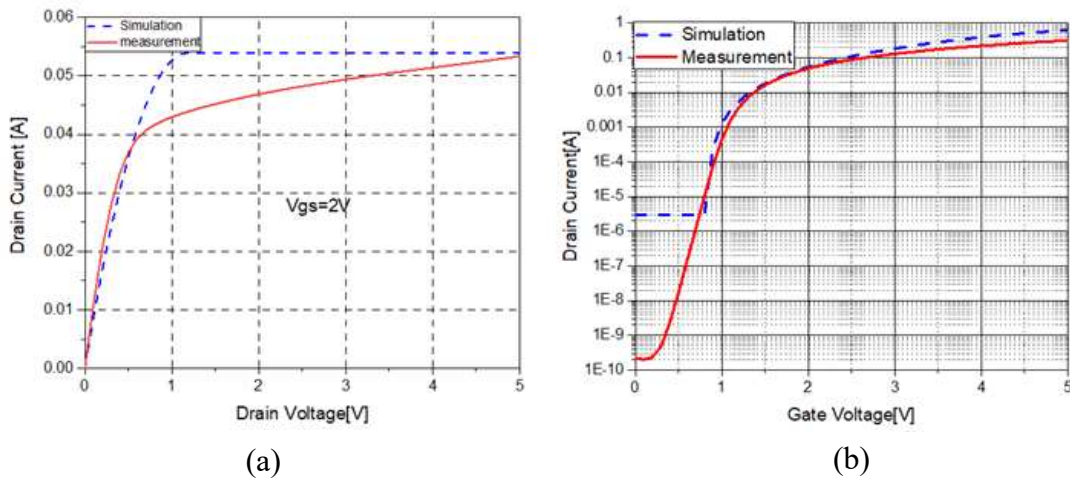 0.06
0.05
0.04
0.03
0.02
0.01
0.00
Drain Current [A]
Simulation
measurement
Vgs=2V
0 1 2 3 4 5
Drain Voltage[V]
(a)
1
0.1
0.01
0.001
1E-4
1E-5
1E-6
1E-7
1E-8
1E-9
1E-10
Drain Current[A]
Simulation
Measurement
0 1 2 3 4 5
Gate Voltage[V]
(b)